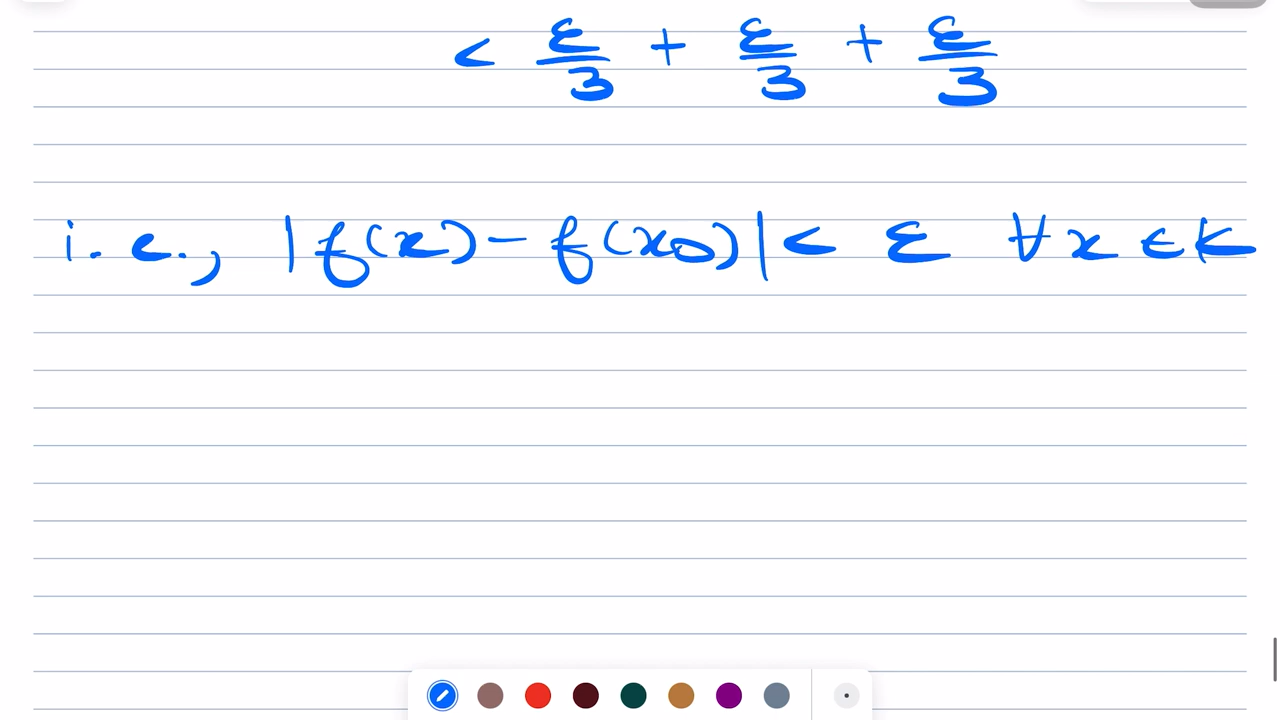 < ε/3 + ε/3 + ε/3
i.e., |f(x) - f(x0)| < ε ∀x ∈ K